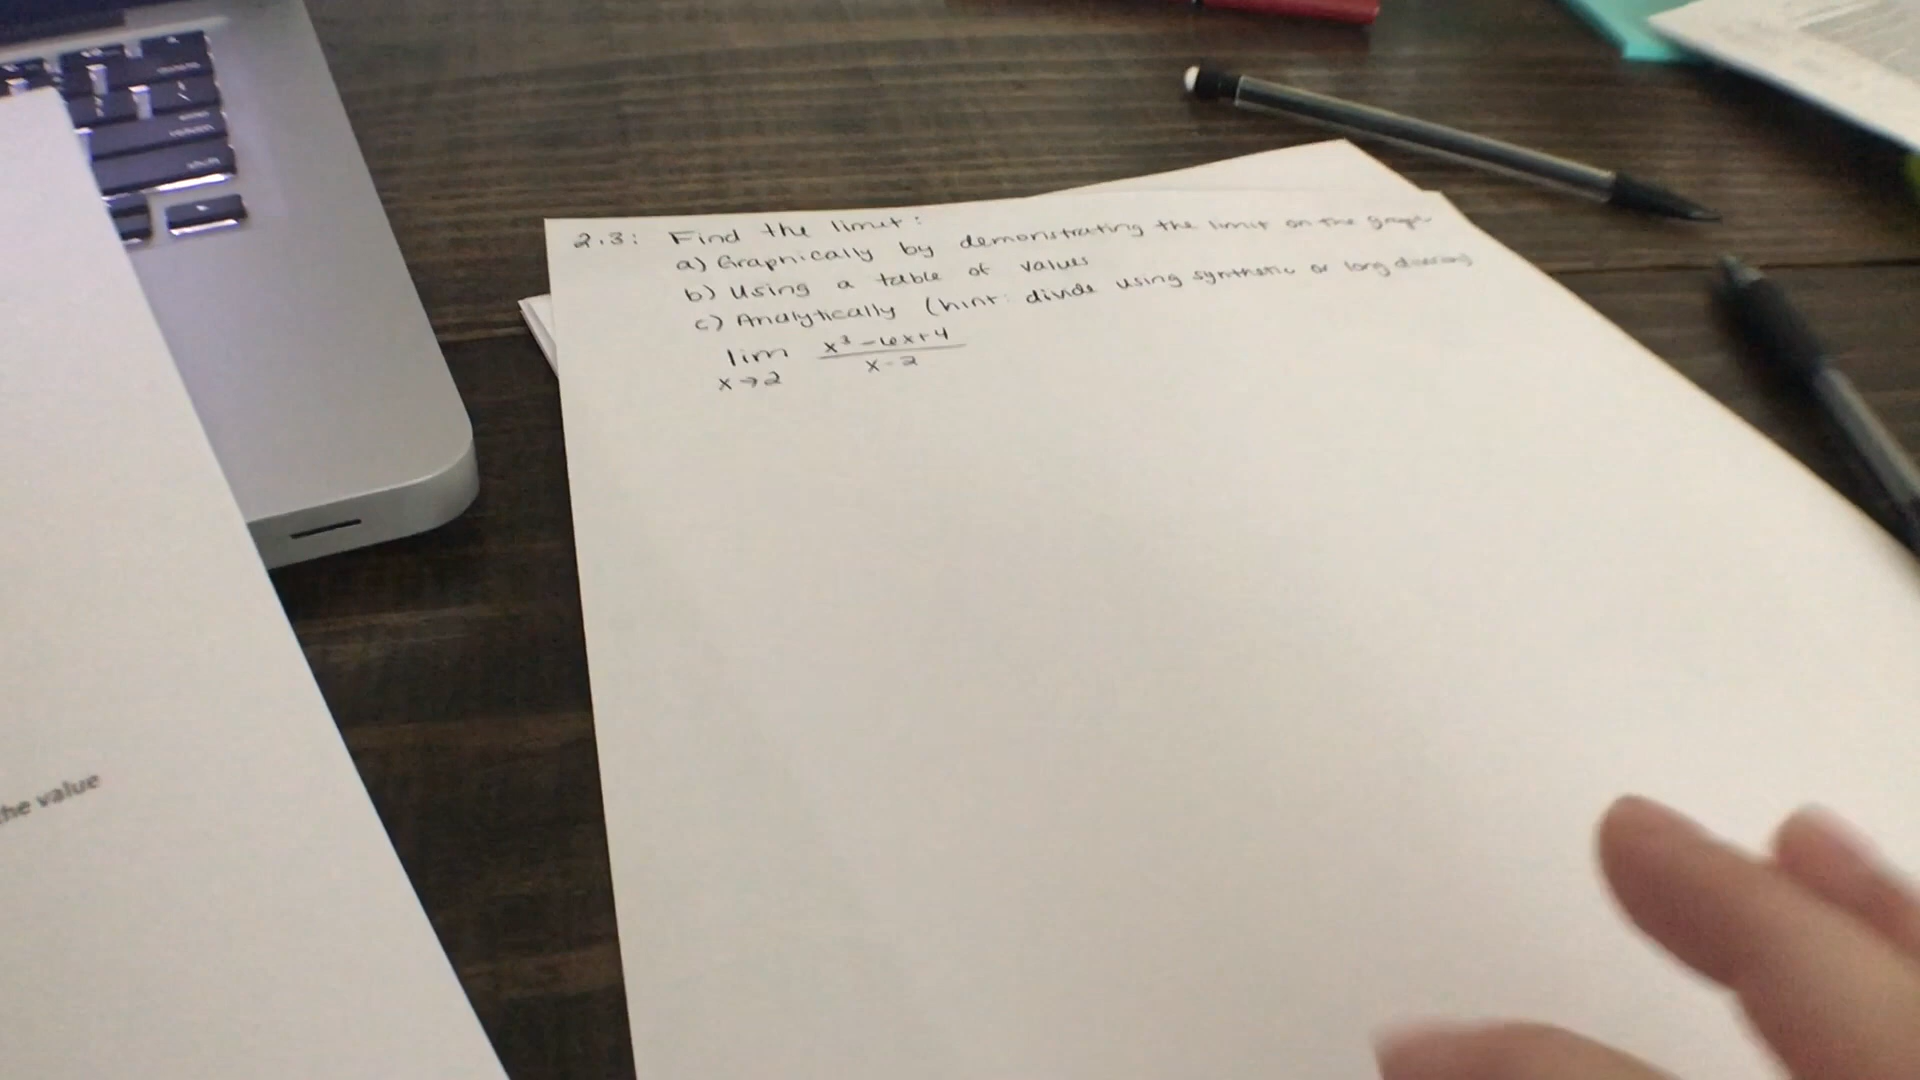 2.3: Find the limit:
a) Graphically by demonstrating the limit on the graph
b) Using a table of values
c) Analytically (hint: divide using synthetic or long division)
lim x→2 x³-6x+4 / x-2
the value